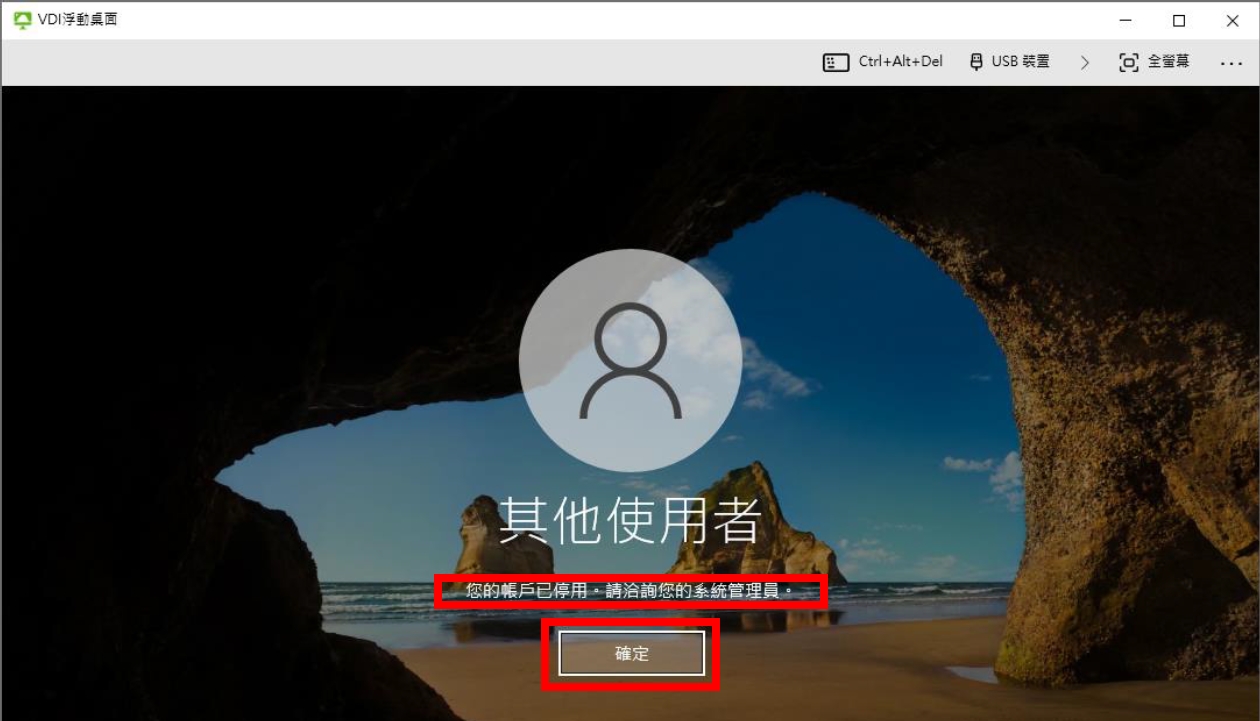 VDI浮動桌面
Ctrl+Alt+Del USB 裝置 全螢幕
其他使用者
您的帳戶已停用。請洽詢您的系統管理員。
確定